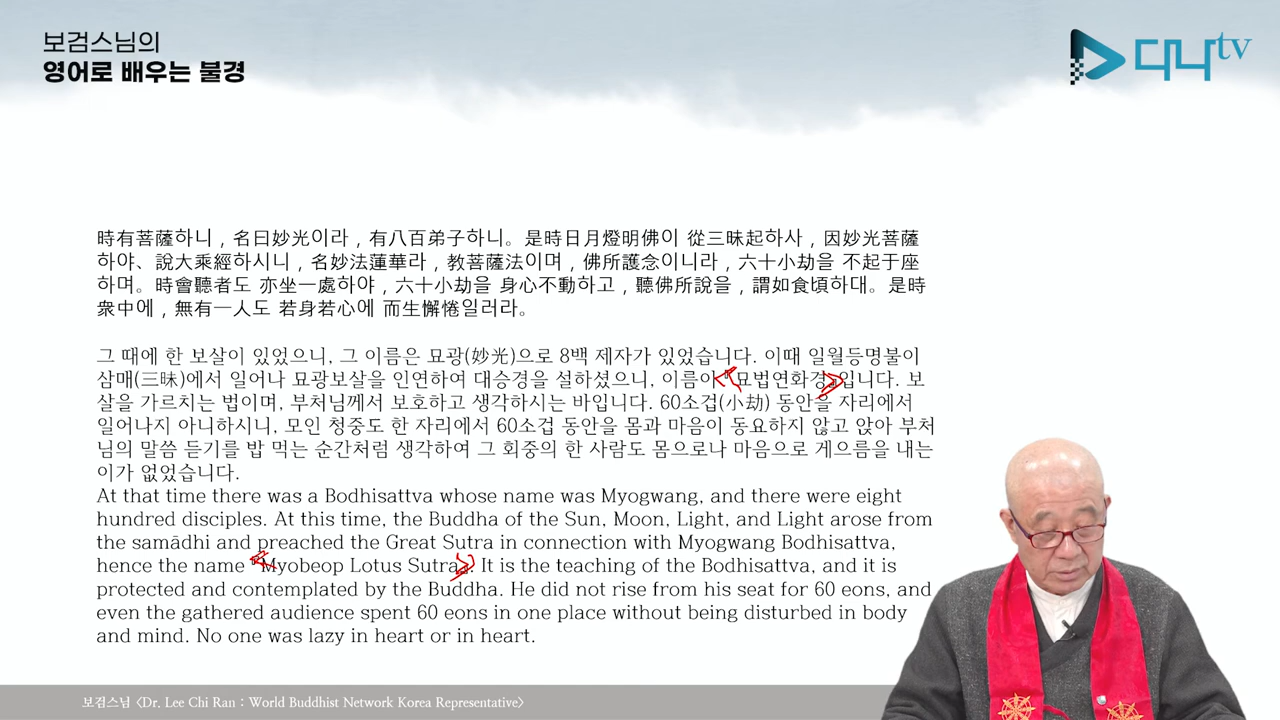 보검스님의
영어로 배우는 불경
디나tv
時有菩薩하니 , 名曰妙光이라 , 有八百弟子하니。是時日月燈明佛이 從三昧起하사 , 因妙光菩薩
하야、說大乘經하시니 , 名妙法蓮華라 , 教菩薩法이며 , 佛所護念이니라 , 六十小劫을 不起于座
하며。時會聽者도 亦坐一處하야 , 六十小劫을 身心不動하고 , 聽佛所說을 , 謂如食頃하대。是時
衆中에 , 無有一人도 若身若心에 而生懈惓일러라。
그 때에 한 보살이 있었으니, 그 이름은 묘광(妙光)으로 8백 제자가 있었습니다. 이때 일월등명불이
삼매(三昧)에서 일어나 묘광보살을 인연하여 대승경을 설하셨으니, 이름이 『묘법연화경』입니다. 보
살을 가르치는 법이며, 부처님께서 보호하고 생각하시는 바입니다. 60소겁(小劫) 동안을 자리에서
일어나지 아니하시니, 모인 청중도 한 자리에서 60소겁 동안을 몸과 마음이 동요하지 않고 앉아 부처
님의 말씀 듣기를 밥 먹는 순간처럼 생각하여 그 회중의 한 사람도 몸으로나 마음으로 게으름을 내는
이가 없었습니다.
At that time there was a Bodhisattva whose name was Myogwang, and there were eight
hundred disciples. At this time, the Buddha of the Sun, Moon, Light, and Light arose from
the samādhi and preached the Great Sutra in connection with Myogwang Bodhisattva,
hence the name 『Myobeop Lotus Sutra』. It is the teaching of the Bodhisattva, and it is
protected and contemplated by the Buddha. He did not rise from his seat for 60 eons, and
even the gathered audience spent 60 eons in one place without being disturbed in body
and mind. No one was lazy in heart or in heart.
보검스님 <Dr. Lee Chi Ran : World Buddhist Network Korea Representative>